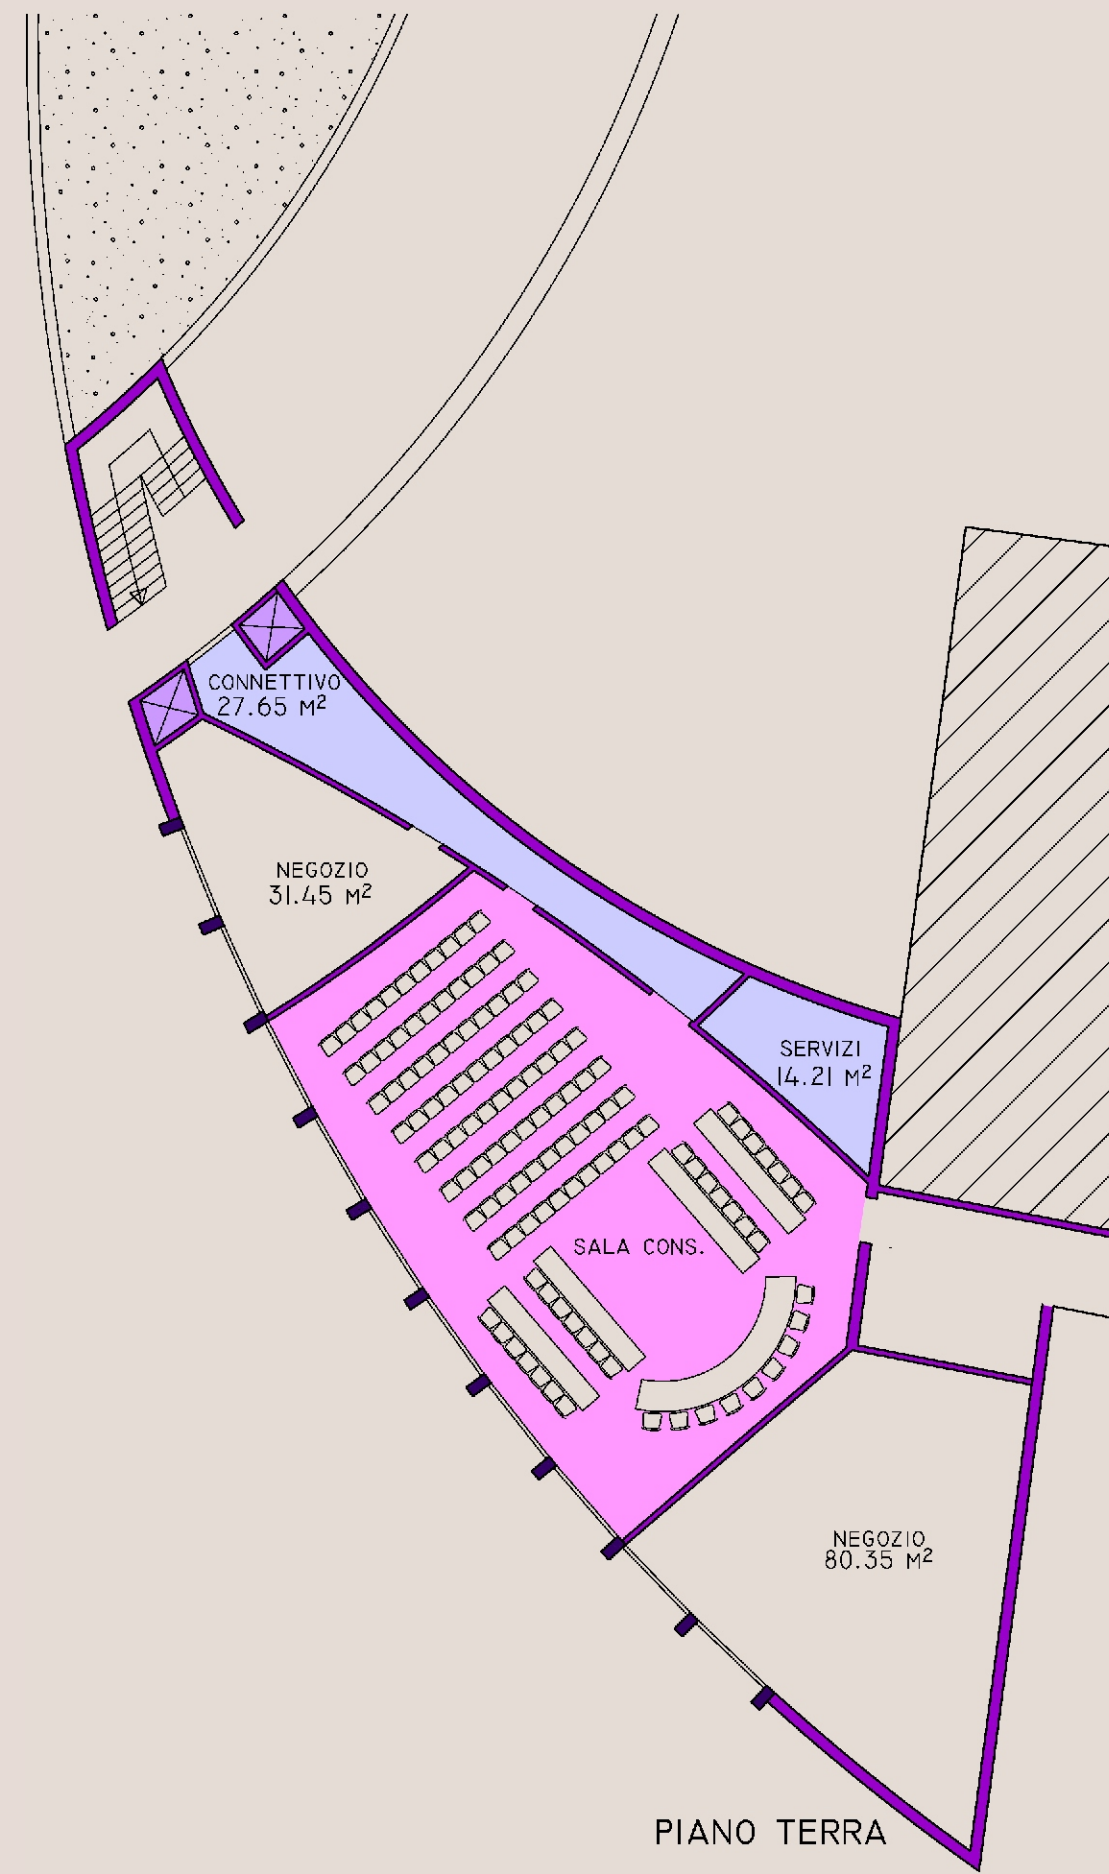 CONNETTIVO
27.65 M²
NEGOZIO
31.45 M²
SERVIZI
14.21 M²
SALA CONS.
NEGOZIO
80.35 M²
PIANO TERRA